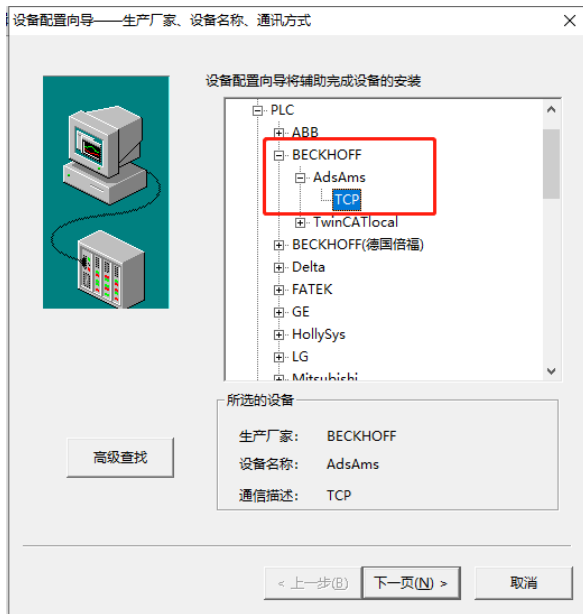 设备配置向导——生产厂家、设备名称、通讯方式
设备配置向导将辅助完成设备的安装
PLC
ABB
BECKHOFF
AdsAms
TCP
TwinCATlocal
BECKHOFF(德国倍福)
Delta
FATEK
GE
HollySys
LG
Mitsubishi
所选的设备
生产厂家： BECKHOFF
设备名称： AdsAms
通信描述： TCP
高级查找
< 上一步(B) 下一页(N) > 取消